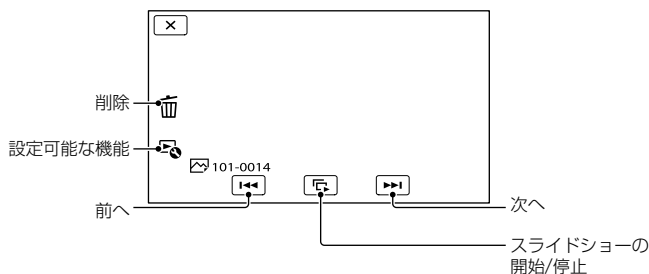 削除
設定可能な機能
101-0014
前へ
次へ
スライドショーの
開始/停止